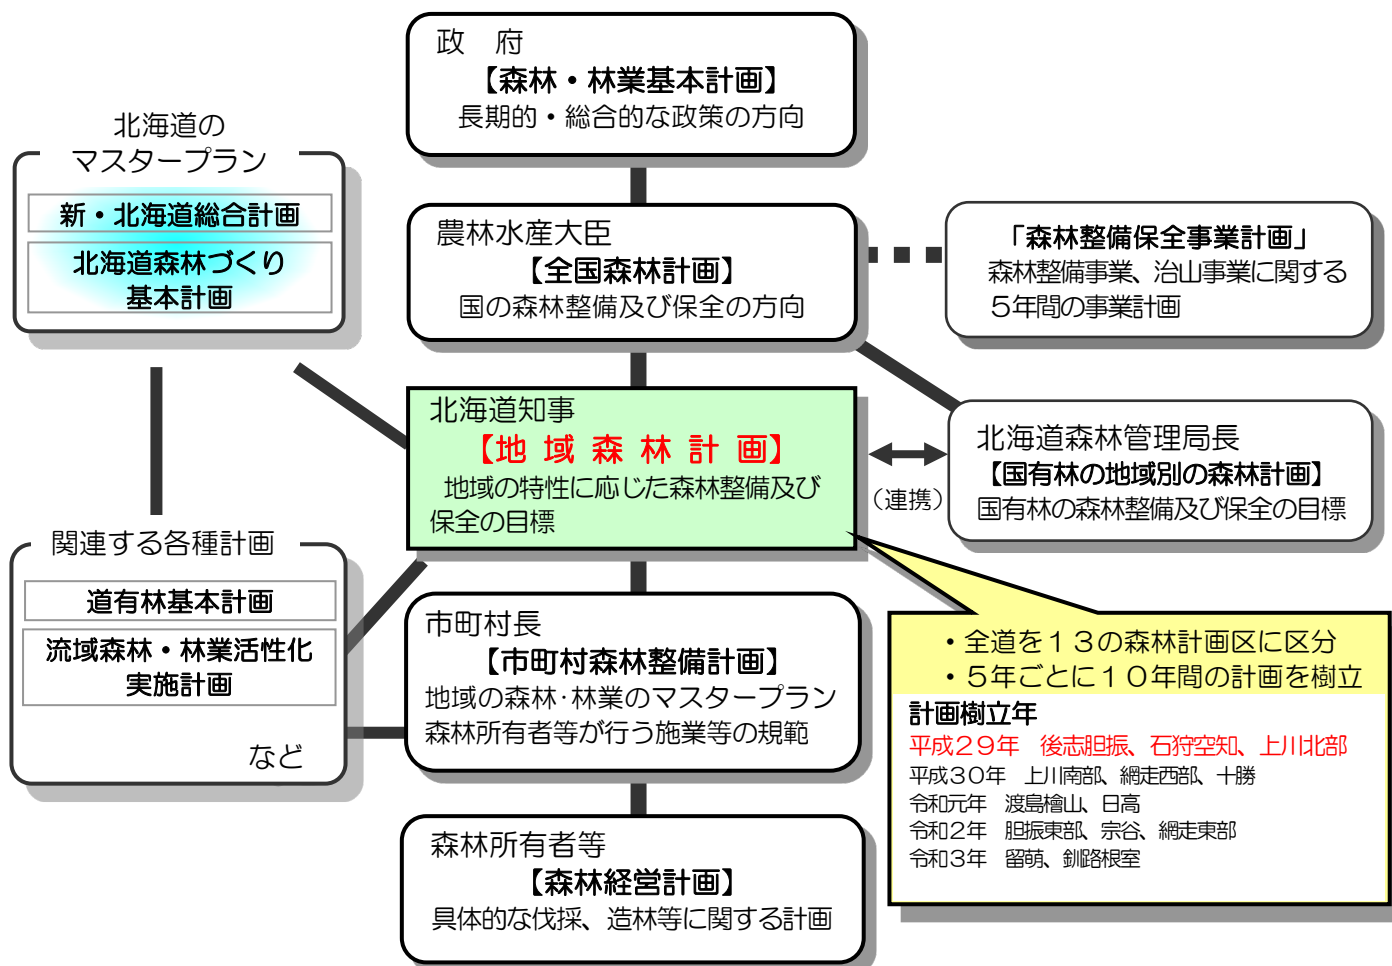 政　府
【森林・林業基本計画】
長期的・総合的な政策の方向
北海道の
マスタープラン
新・北海道総合計画
北海道森林づくり
基本計画
農林水産大臣
【全国森林計画】
国の森林整備及び保全の方向
「森林整備保全事業計画」
森林整備事業、治山事業に関する
５年間の事業計画
北海道知事
【地 域 森 林 計 画】
地域の特性に応じた森林整備及び
保全の目標
（連携）
北海道森林管理局長
【国有林の地域別の森林計画】
国有林の森林整備及び保全の目標
関連する各種計画
道有林基本計画
流域森林・林業活性化
実施計画
など
市町村長
【市町村森林整備計画】
地域の森林・林業のマスタープラン
森林所有者等が行う施業等の規範
・全道を１３の森林計画区に区分
・５年ごとに１０年間の計画を樹立
計画樹立年
平成２９年　後志胆振、石狩空知、上川北部
平成３０年　上川南部、網走西部、十勝
令和元年　渡島檜山、日高
令和２年　胆振東部、宗谷、網走東部
令和３年　留萌、釧路根室
森林所有者等
【森林経営計画】
具体的な伐採、造林等に関する計画